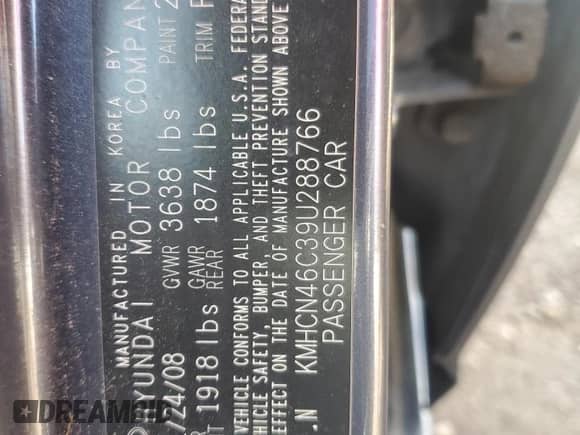 MANUFACTURED IN KOREA BY
HYUNDAI MOTOR COMPAN
/24/08 GVWR 3638 lbs PAINT 2
1918 lbs GAWR REAR 1874 lbs TRIM
VEHICLE CONFORMS TO ALL APPLICABLE U.S.A. FEDERA
VEHICLE SAFETY, BUMPER, AND THEFT PREVENTION STAND
EFFECT ON THE DATE OF MANUFACTURE SHOWN ABOVE
.N KMHCN46C39U288766
PASSENGER CAR
DREAMBID